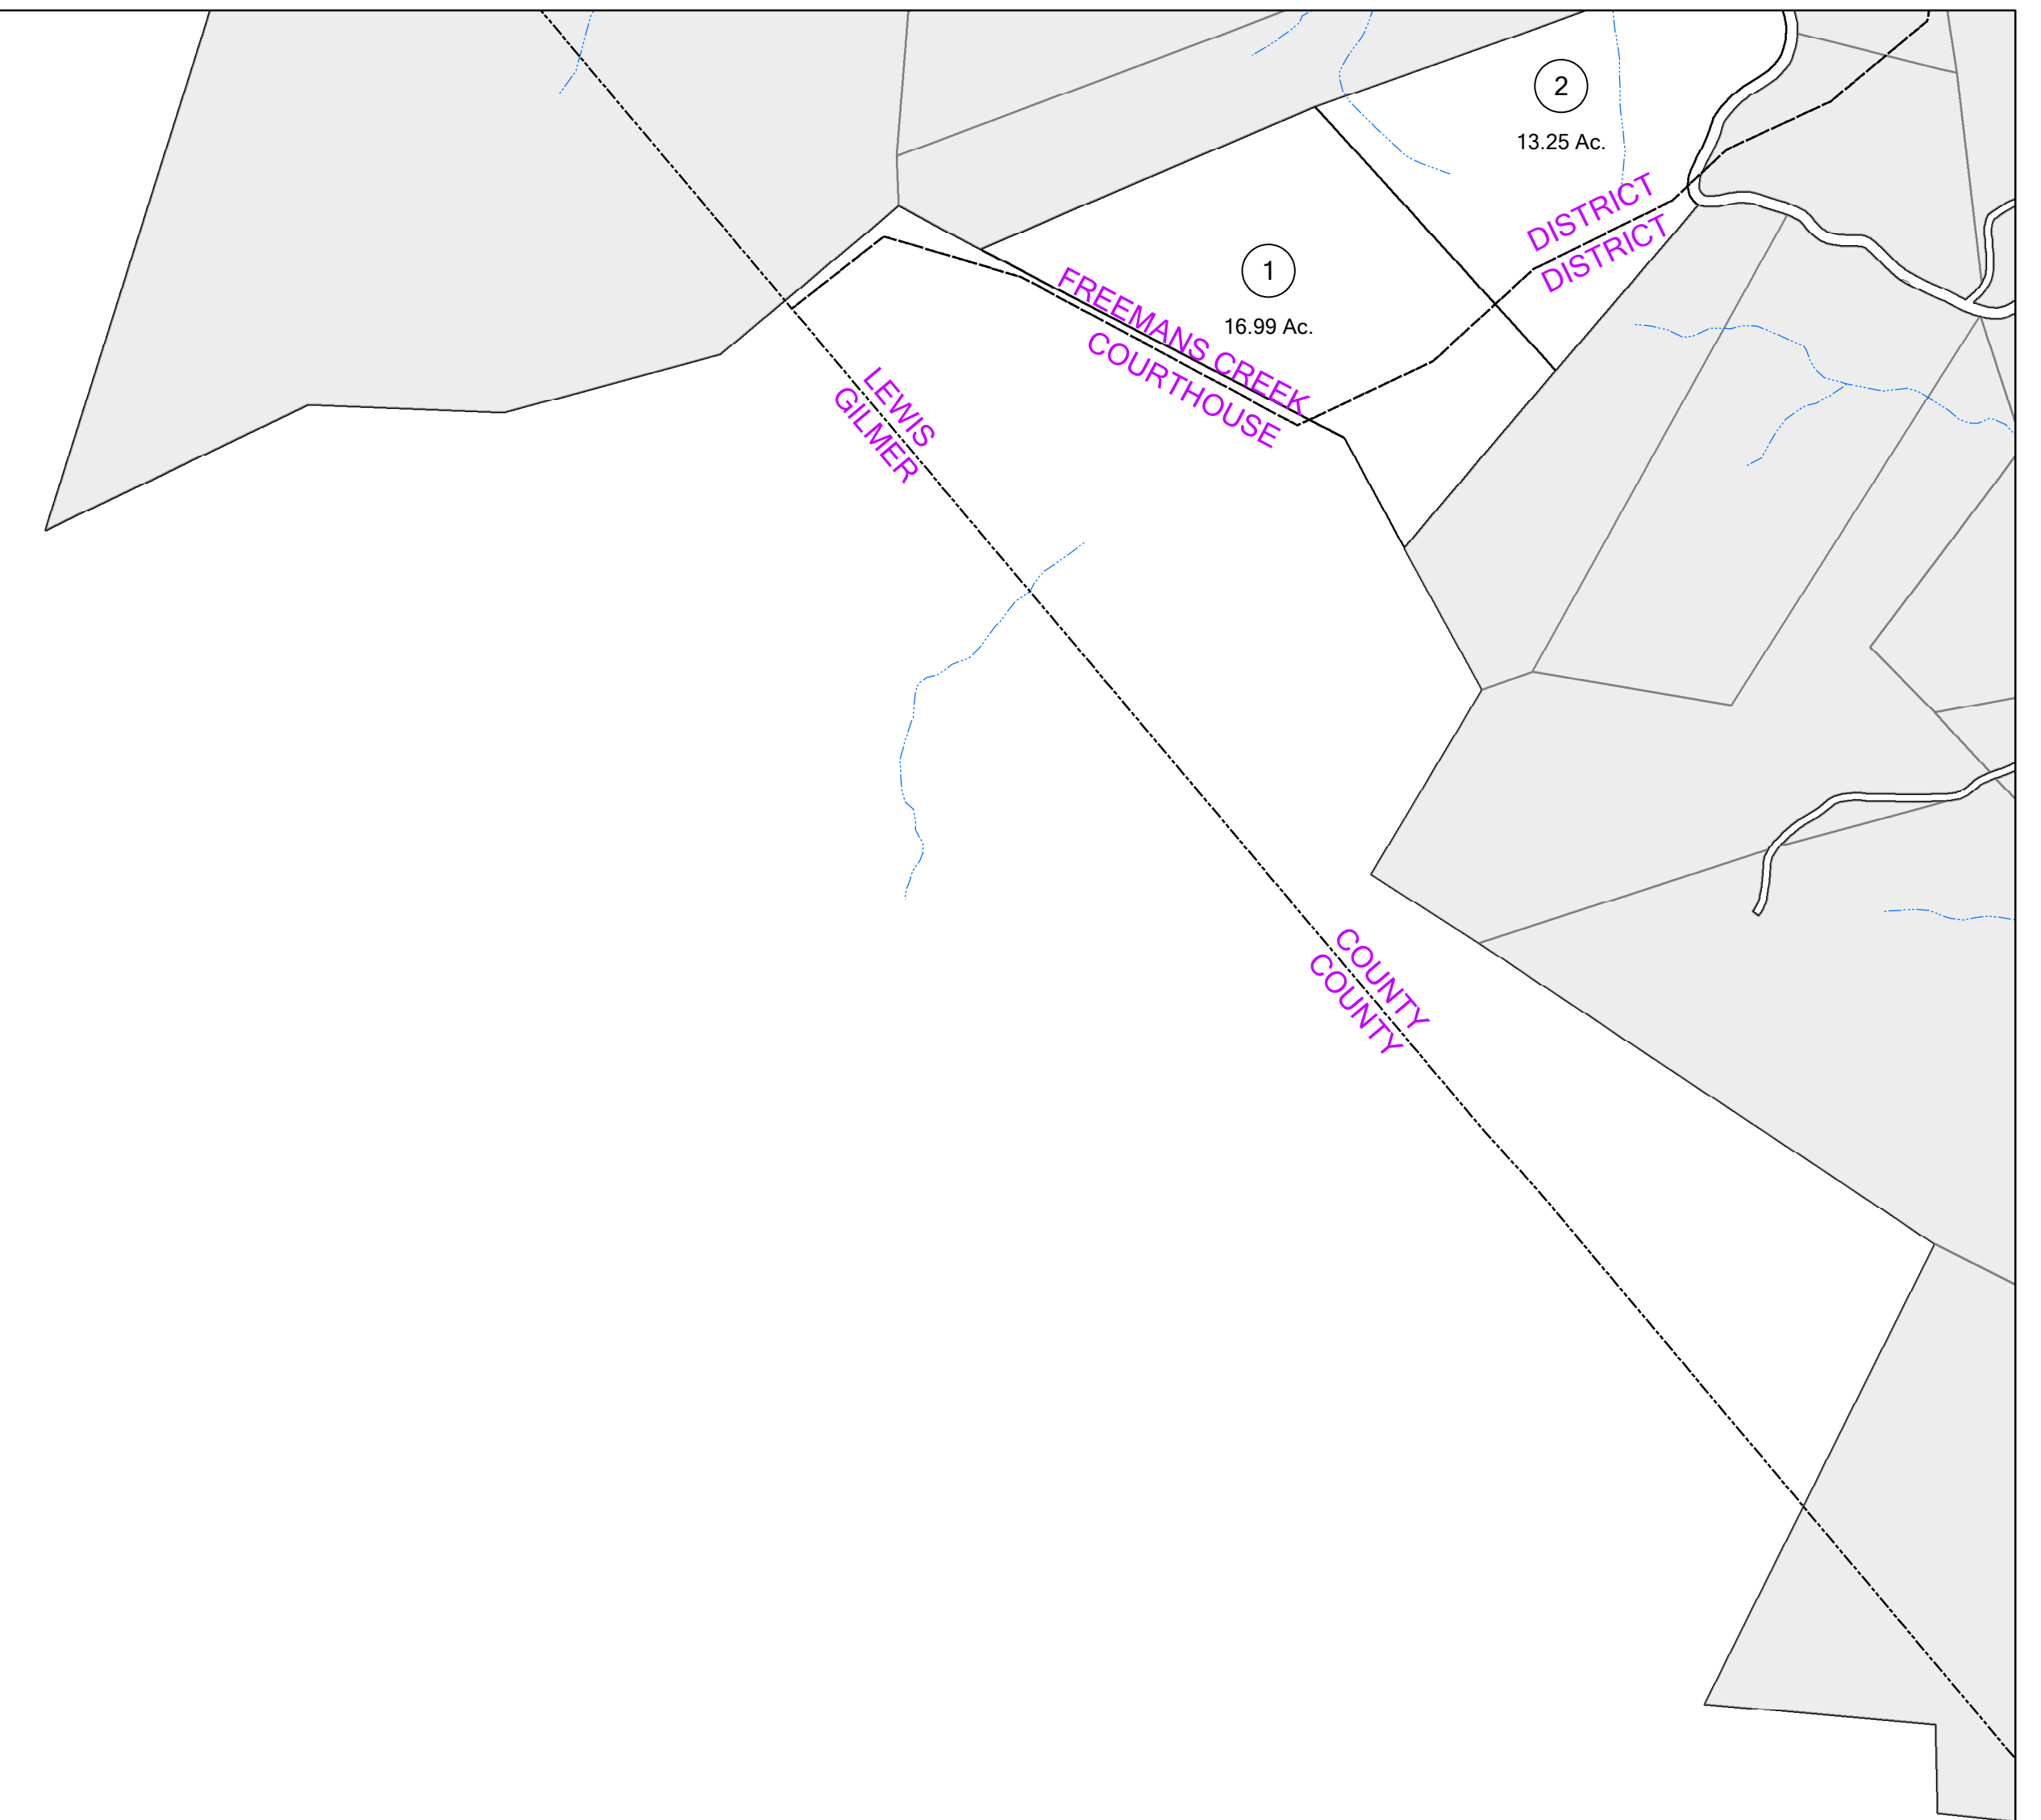 2
13.25 Ac.
DISTRICT
DISTRICT
1
16.99 Ac.
FREEMANS CREEK
COURTHOUSE
LEWIS
GILMER
COUNTY
COUNTY